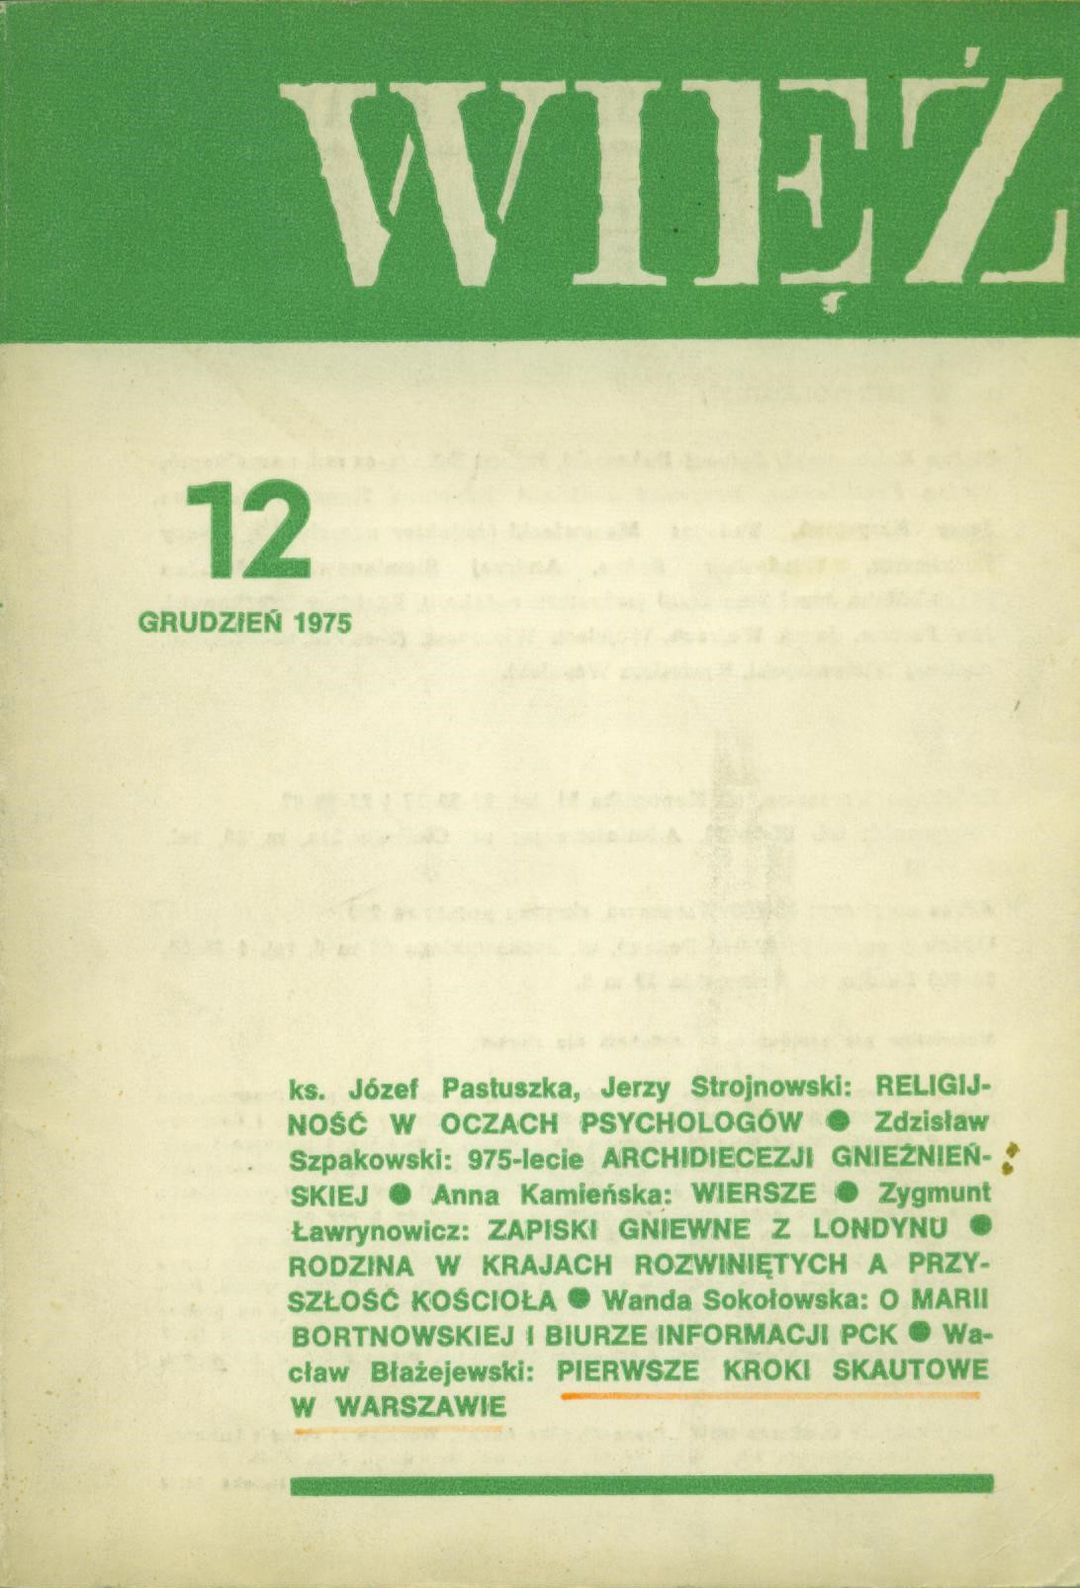 WIĘŹ
12
GRUDZIEŃ 1975
ks. Józef Pastuszka, Jerzy Strojnowski: RELIGIJ-
NOŚĆ W OCZACH PSYCHOLOGÓW ● Zdzisław
Szpakowski: 975-lecie ARCHIDIECEZJI GNIEŹNIEŃ-
SKIEJ ● Anna Kamieńska: WIERSZE ● Zygmunt
Ławrynowicz: ZAPISKI GNIEWNE Z LONDYNU ●
RODZINA W KRAJACH ROZWINIĘTYCH A PRZY-
SZŁOŚĆ KOŚCIOŁA ● Wanda Sokołowska: O MARII
BORTNOWSKIEJ I BIURZE INFORMACJI PCK ● Wa-
cław Błażejewski: PIERWSZE KROKI SKAUTOWE
W WARSZAWIE